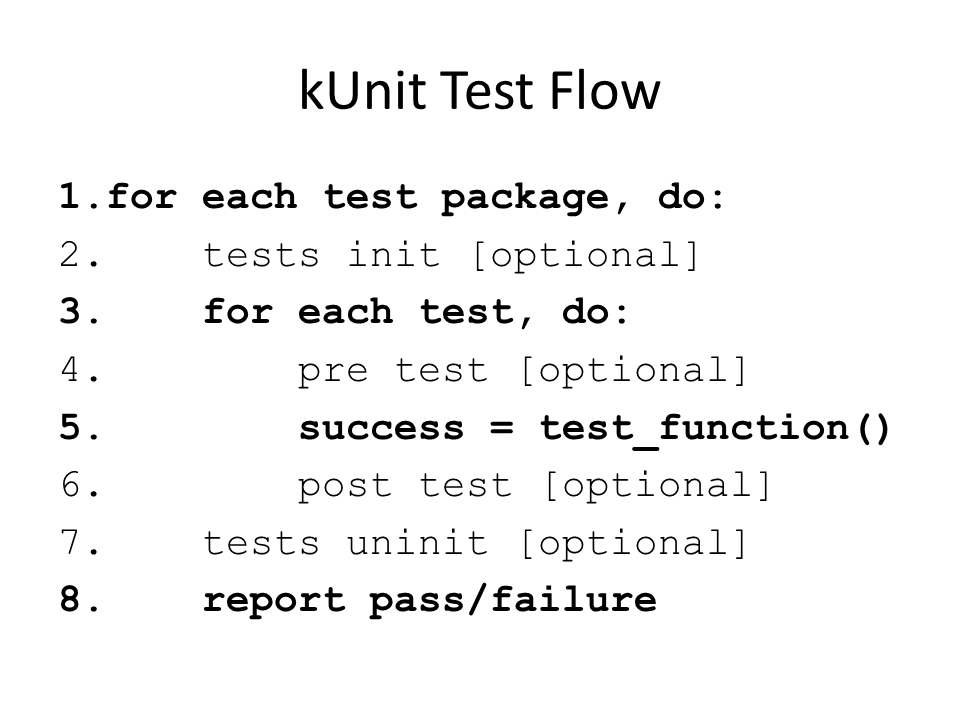 kUnit Test Flow
1.for each test package, do:
2.    tests init [optional]
3.    for each test, do:
4.        pre test [optional]
5.        success = test_function()
6.        post test [optional]
7.    tests uninit [optional]
8.    report pass/failure